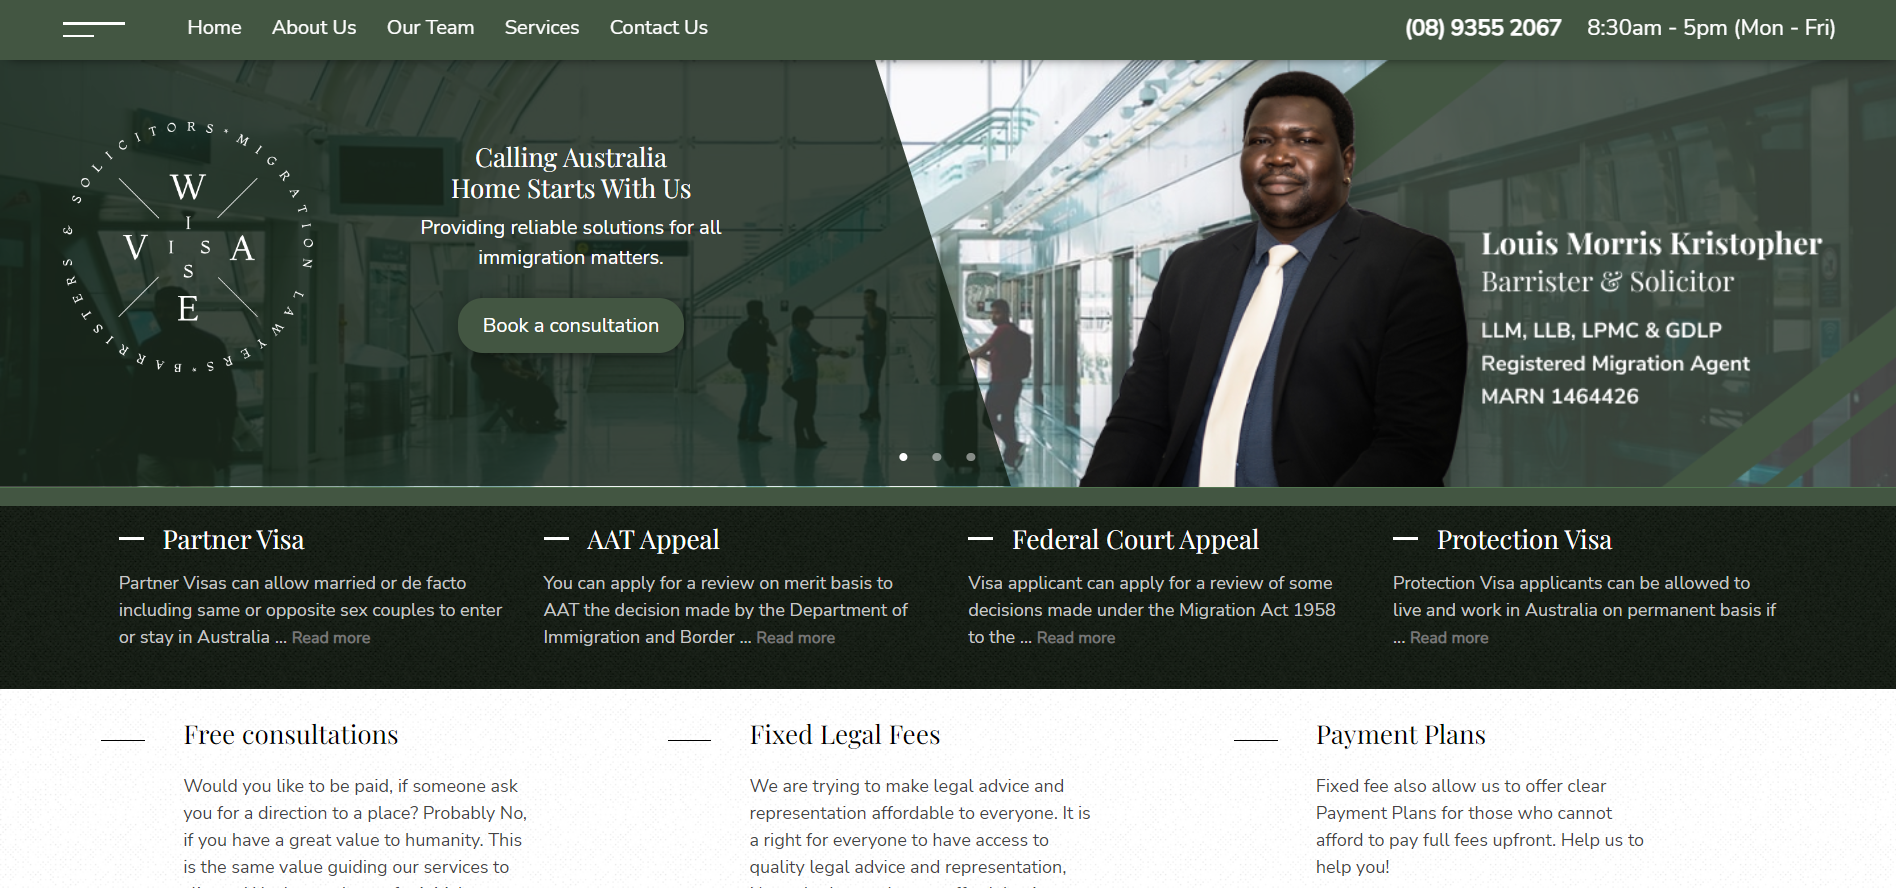 Home About Us Our Team Services Contact Us (08) 9355 2067 8:30am - 5pm (Mon - Fri)
BARRISTERS & SOLICITORS * MIGRATION LAWYERS *
W
I
V I S A
S
E
Calling Australia
Home Starts With Us
Providing reliable solutions for all
immigration matters.
Book a consultation
Louis Morris Kristopher
Barrister & Solicitor
LLM, LLB, LPMC & GDLP
Registered Migration Agent
MARN 1464426
Partner Visa
Partner Visas can allow married or de facto
including same or opposite sex couples to enter
or stay in Australia ... Read more
AAT Appeal
You can apply for a review on merit basis to
AAT the decision made by the Department of
Immigration and Border ... Read more
Federal Court Appeal
Visa applicant can apply for a review of some
decisions made under the Migration Act 1958
to the ... Read more
Protection Visa
Protection Visa applicants can be allowed to
live and work in Australia on permanent basis if
... Read more
Free consultations
Would you like to be paid, if someone ask
you for a direction to a place? Probably No,
if you have a great value to humanity. This
is the same value guiding our services to
Fixed Legal Fees
We are trying to make legal advice and
representation affordable to everyone. It is
a right for everyone to have access to
quality legal advice and representation,
Payment Plans
Fixed fee also allow us to offer clear
Payment Plans for those who cannot
afford to pay full fees upfront. Help us to
help you!